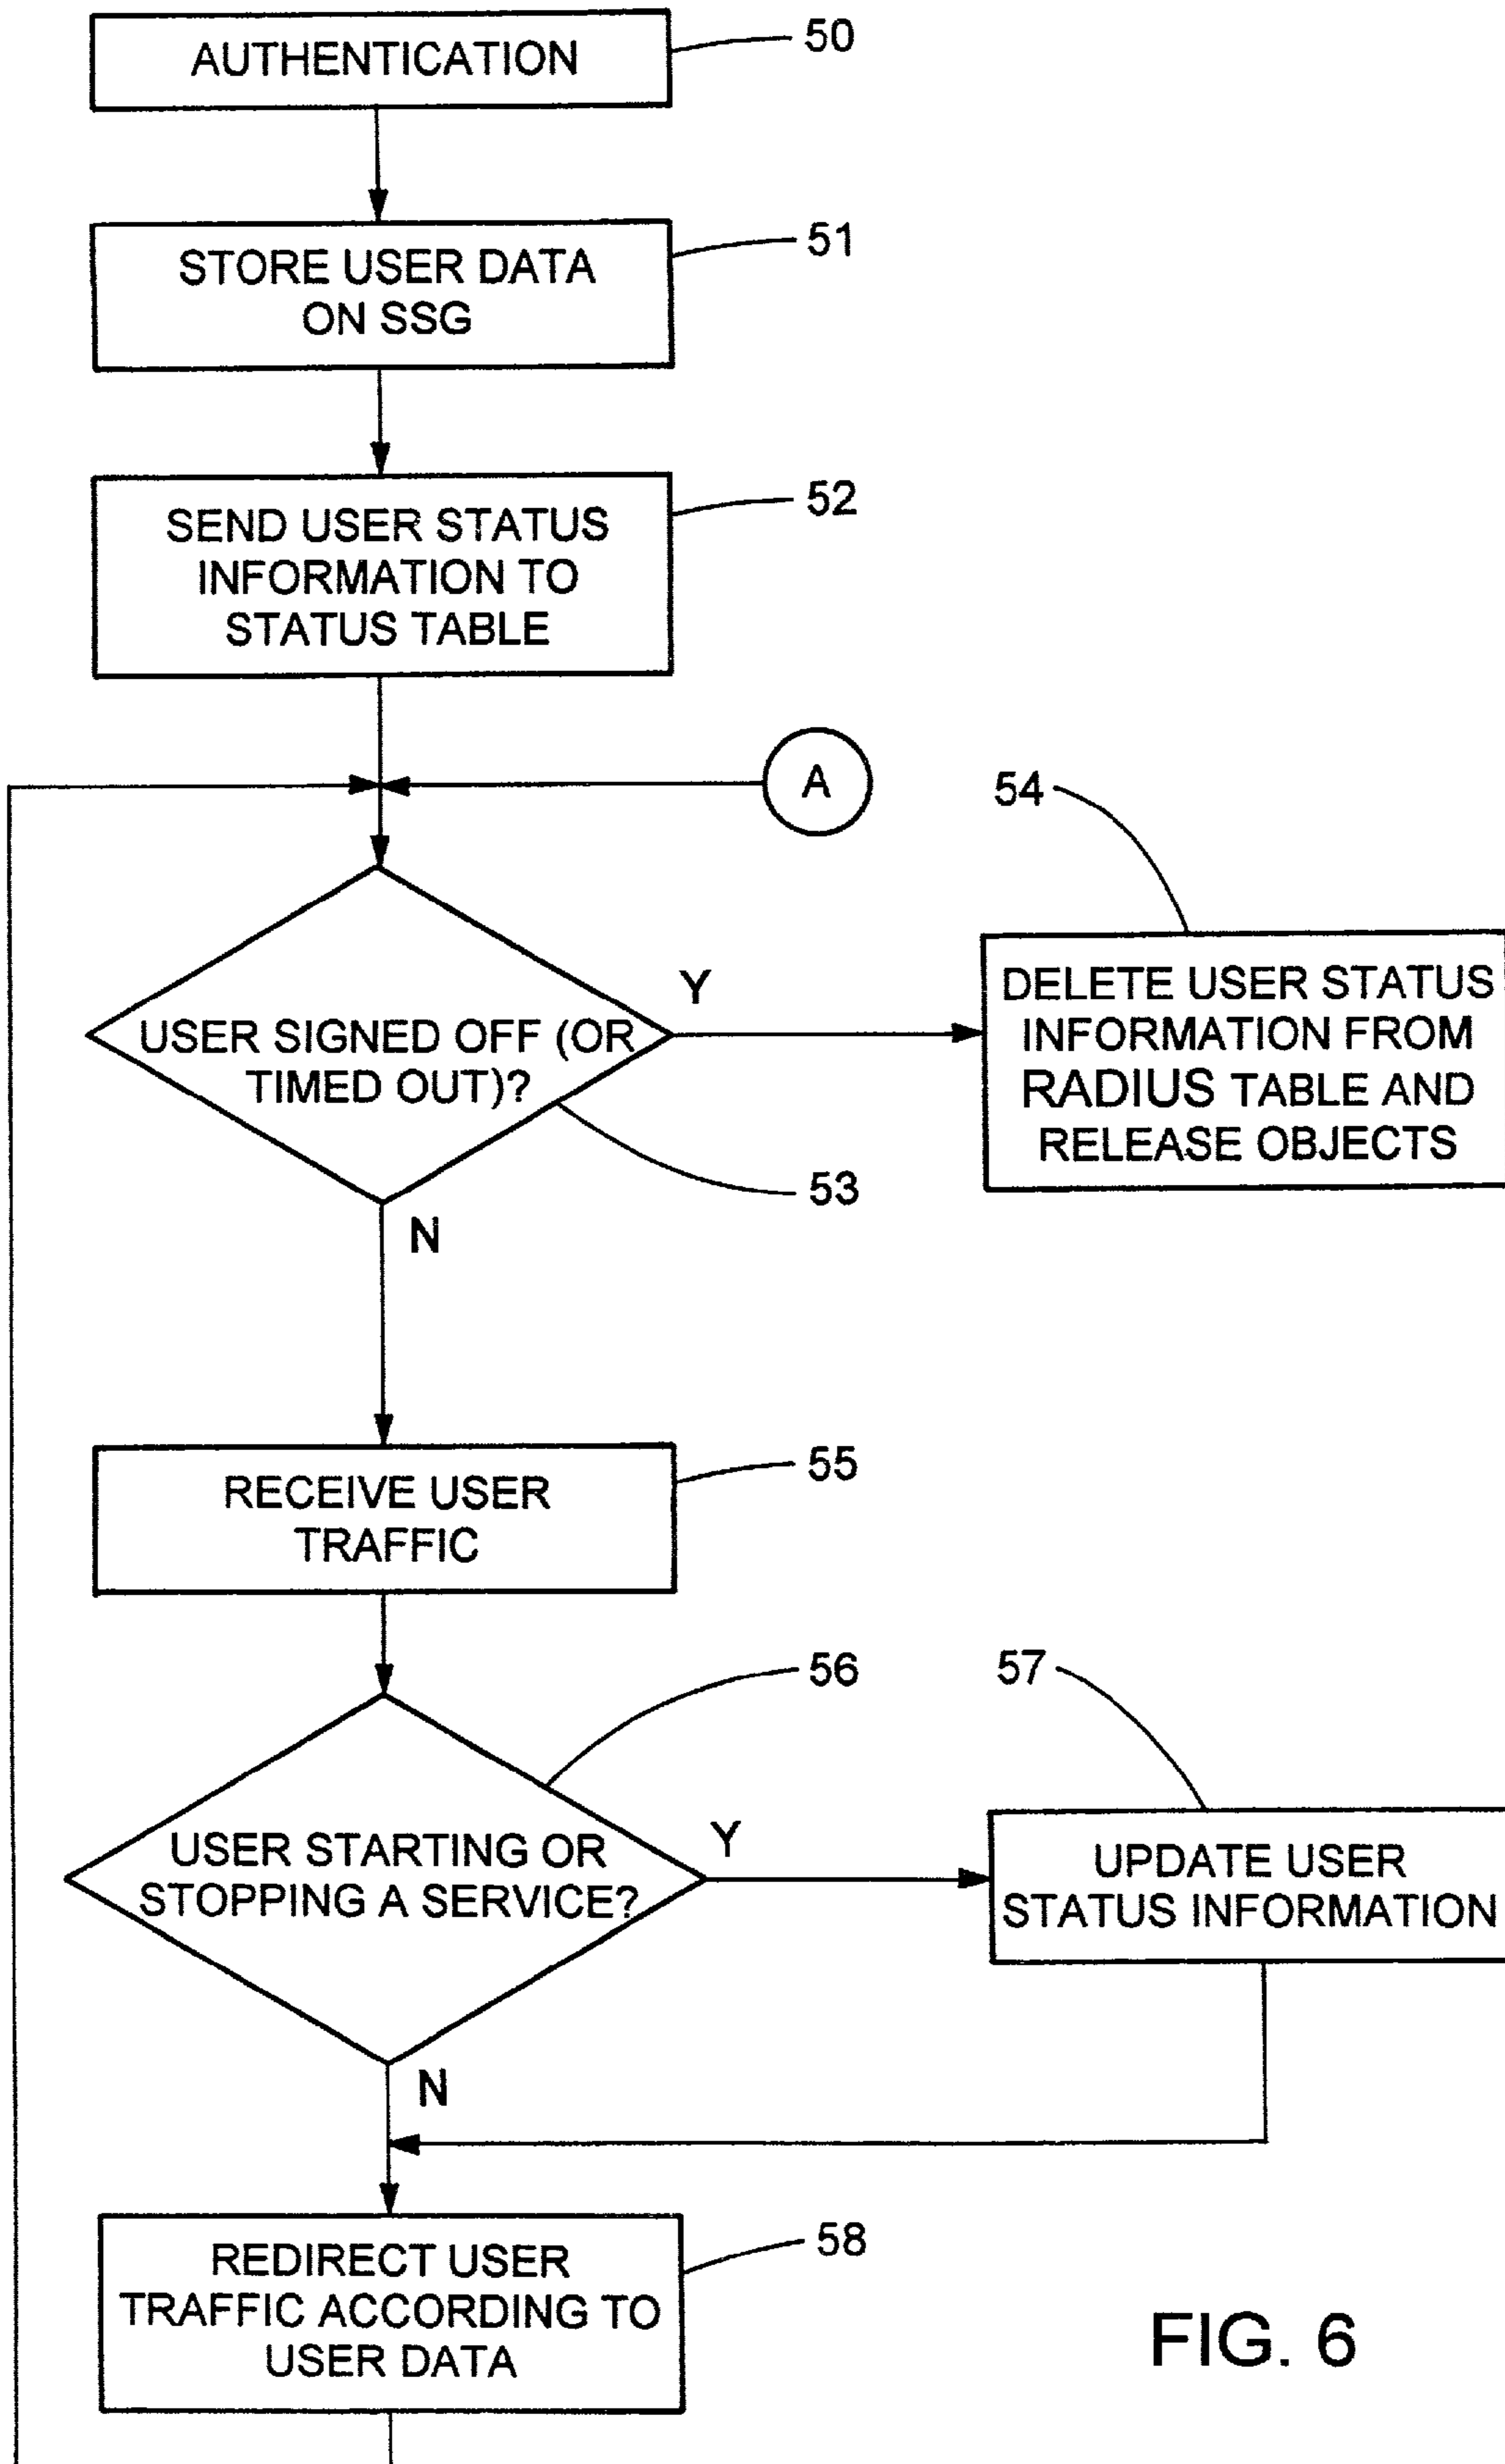 AUTHENTICATION
50
STORE USER DATA
ON SSG
51
SEND USER STATUS
INFORMATION TO
STATUS TABLE
52
A
54
USER SIGNED OFF (OR
TIMED OUT)?
Y
DELETE USER STATUS
INFORMATION FROM
RADIUS TABLE AND
RELEASE OBJECTS
53
N
RECEIVE USER
TRAFFIC
55
56
57
USER STARTING OR
STOPPING A SERVICE?
Y
UPDATE USER
STATUS INFORMATION
N
REDIRECT USER
TRAFFIC ACCORDING TO
USER DATA
58
FIG. 6